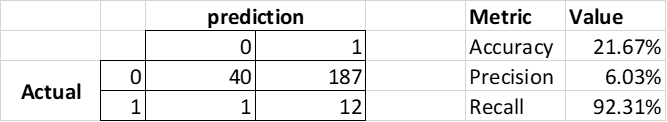 prediction Metric Value
0 1 Accuracy 21.67%
Actual 0 40 187 Precision 6.03%
1 1 12 Recall 92.31%